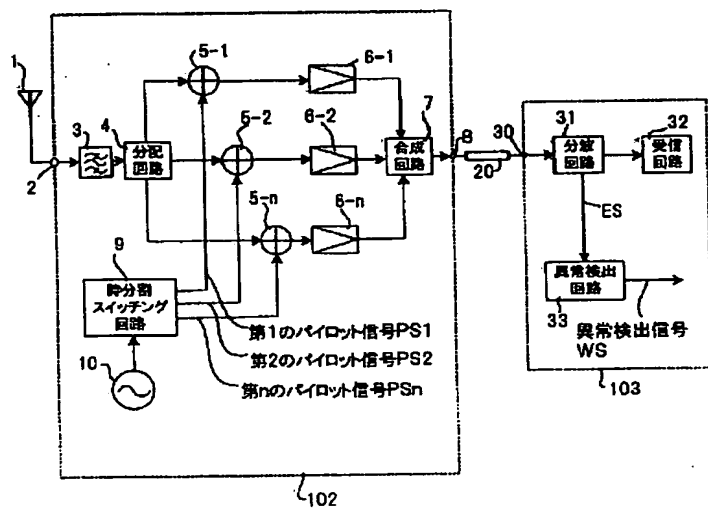 1
2
3
4
分配
回路
5-1
5-2
5-n
6-1
6-2
6-n
7
合成
回路
8
20
30
31
分波
回路
32
受信
回路
ES
異常検出
回路
33
異常検出信号
WS
103
9
時分割
スイッチング
回路
10
第1のパイロット信号PS1
第2のパイロット信号PS2
第nのパイロット信号PSn
102